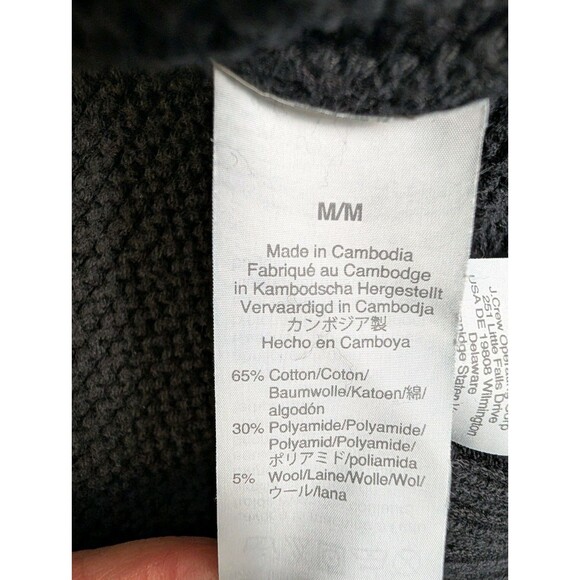 M/M
Made in Cambodia
Fabriqué au Cambodge
in Kambodscha Hergestellt
Vervaardigd in Cambodja
カンボジア製
Hecho en Camboya
65% Cotton/Coton/
Baumwolle/Katoen/綿/
algodón
30% Polyamide/Polyamide/
Polyamid/Polyamide/
ポリアミド/poliamida
5% Wool/Laine/Wolle/Wol/
ウール/lana
J.Crew Operating Corp
251 Little Falls Drive
USA DE 19808 Wilmington
Delaware